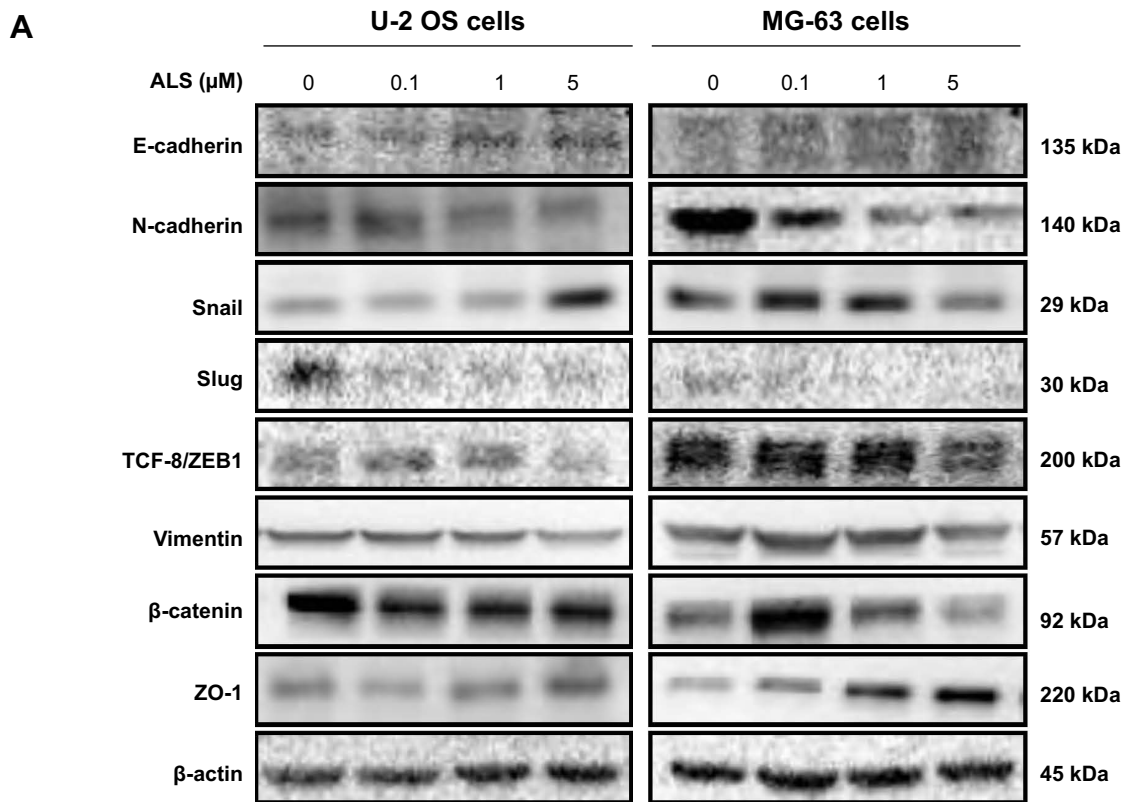 A
U-2 OS cells MG-63 cells
ALS (µM) 0 0.1 1 5 0 0.1 1 5
E-cadherin 135 kDa
N-cadherin 140 kDa
Snail 29 kDa
Slug 30 kDa
TCF-8/ZEB1 200 kDa
Vimentin 57 kDa
β-catenin 92 kDa
ZO-1 220 kDa
β-actin 45 kDa